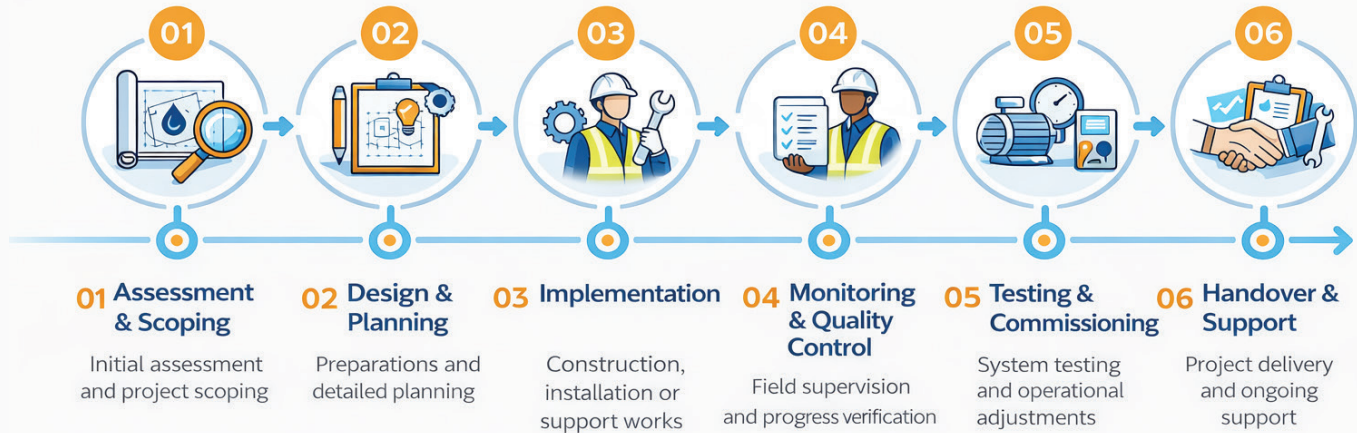 01
02
03
04
05
06
01 Assessment
& Scoping
Initial assessment
and project scoping
02 Design &
Planning
Preparations and
detailed planning
03 Implementation
Construction,
installation or
support works
04 Monitoring
& Quality
Control
Field supervision
and progress verification
05 Testing &
Commissioning
System testing
and operational
adjustments
06 Handover &
Support
Project delivery
and ongoing
support